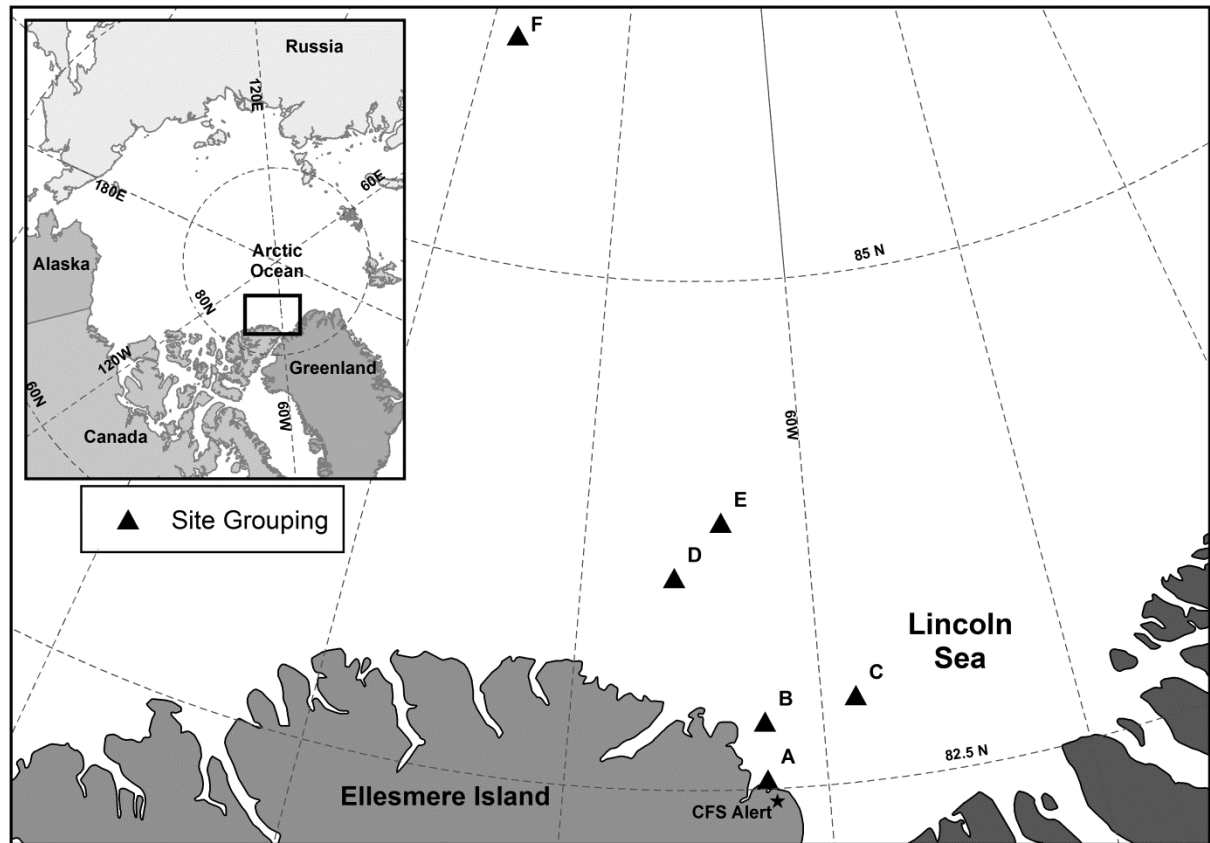 F
Russia
120E
60E
180E
Arctic
Ocean
Alaska
80N
120W
Greenland
60N
60W
Canada
85 N
60W
Site Grouping
E
D
Lincoln
Sea
C
B
A
82.5 N
Ellesmere Island
CFS Alert